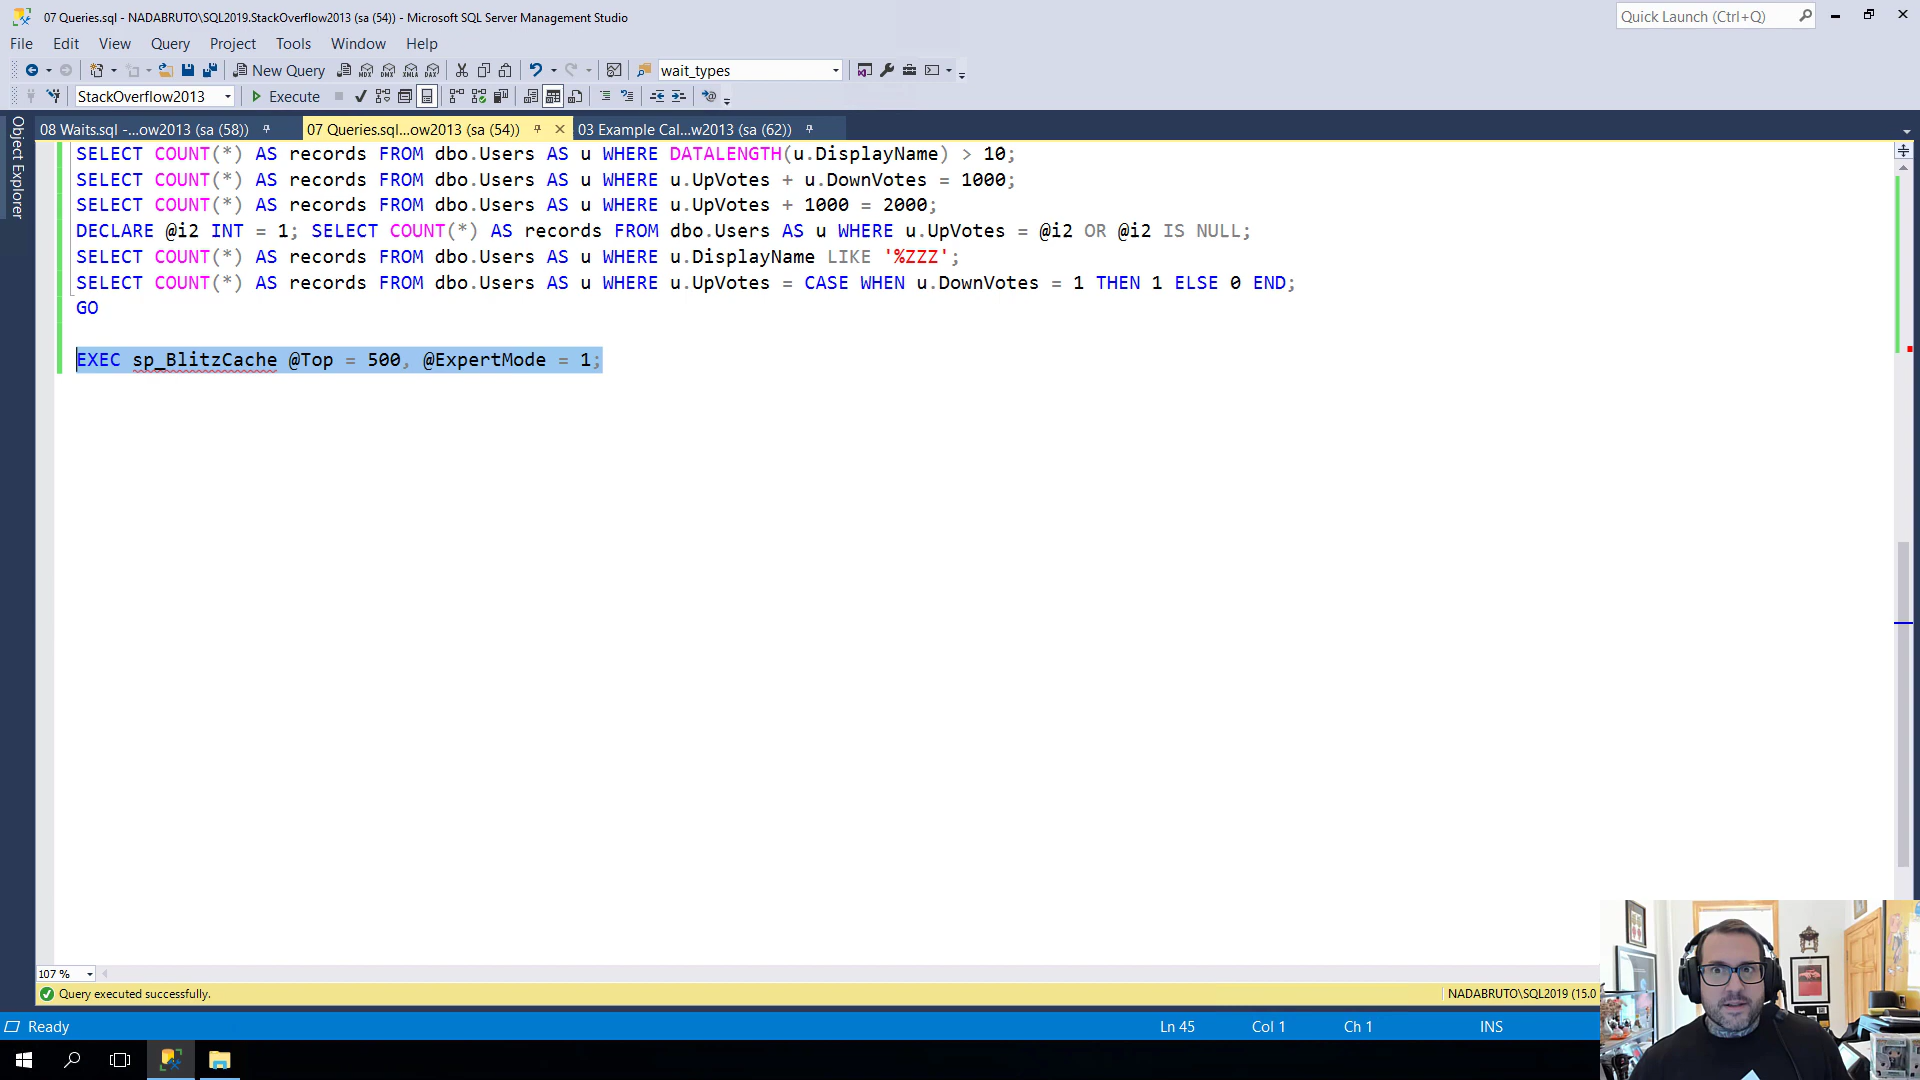 07 Queries.sql - NADABRUTO\SQL2019.StackOverflow2013 (sa (54)) - Microsoft SQL Server Management Studio
Quick Launch (Ctrl+Q)
File Edit View Query Project Tools Window Help
New Query wait_types
StackOverflow2013 Execute
Object Explorer
08 Waits.sql -...ow2013 (sa (58)) 07 Queries.sql...ow2013 (sa (54)) 03 Example Cal...w2013 (sa (62))
SELECT COUNT(*) AS records FROM dbo.Users AS u WHERE DATALENGTH(u.DisplayName) > 10;
SELECT COUNT(*) AS records FROM dbo.Users AS u WHERE u.UpVotes + u.DownVotes = 1000;
SELECT COUNT(*) AS records FROM dbo.Users AS u WHERE u.UpVotes + 1000 = 2000;
DECLARE @i2 INT = 1; SELECT COUNT(*) AS records FROM dbo.Users AS u WHERE u.UpVotes = @i2 OR @i2 IS NULL;
SELECT COUNT(*) AS records FROM dbo.Users AS u WHERE u.DisplayName LIKE '%ZZZ';
SELECT COUNT(*) AS records FROM dbo.Users AS u WHERE u.UpVotes = CASE WHEN u.DownVotes = 1 THEN 1 ELSE 0 END;
GO
EXEC sp_BlitzCache @Top = 500, @ExpertMode = 1;
107 %
Query executed successfully. NADABRUTO\SQL2019 (15.0
Ready Ln 45 Col 1 Ch 1 INS